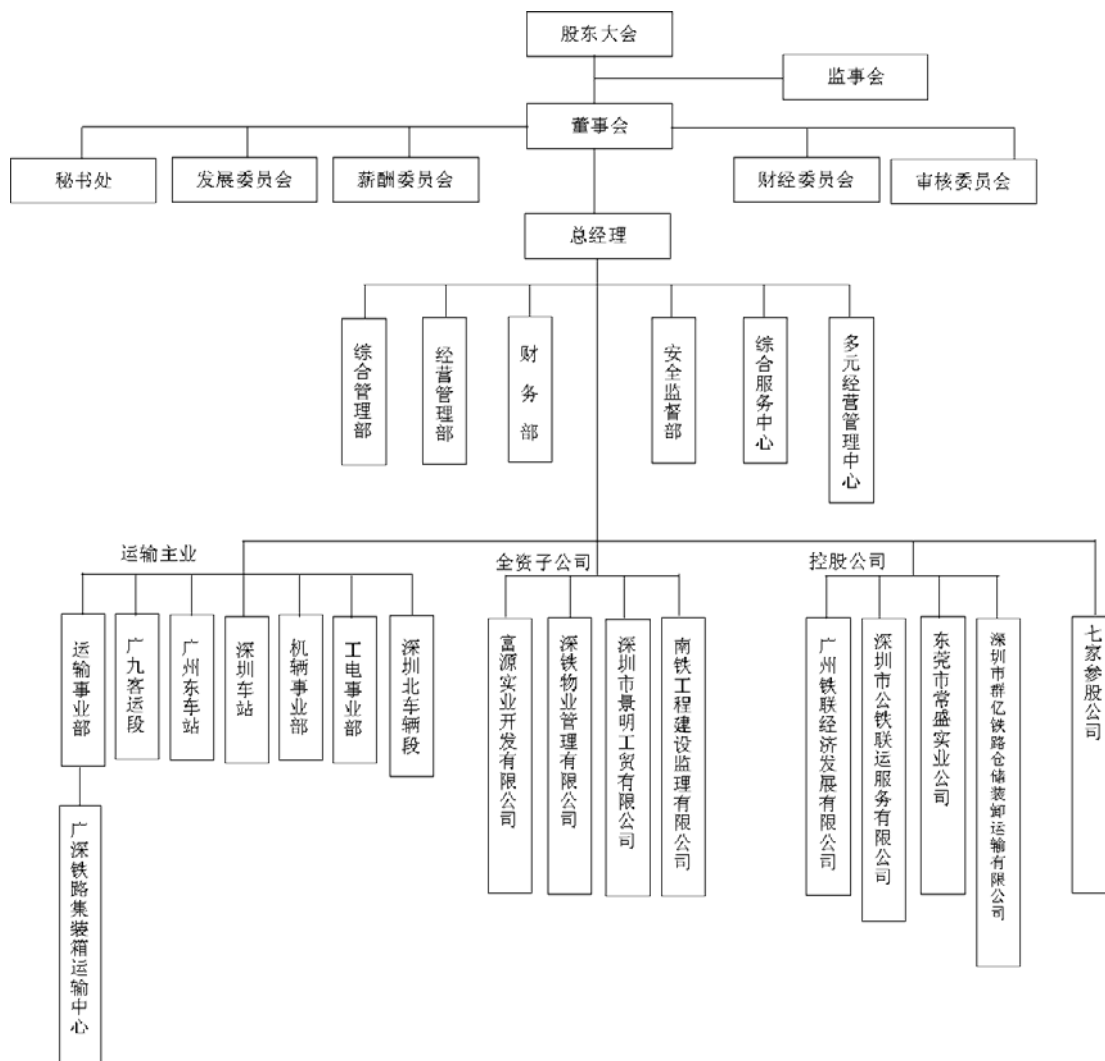 股东大会
监事会
董事会
秘书处
发展委员会
薪酬委员会
财经委员会
审核委员会
总经理
综合管理部
经营管理部
财务部
安全监督部
综合服务中心
多元经营管理中心
运输主业
全资子公司
控股公司
运输事业部
广九客运段
广州东车站
深圳车站
机辆事业部
工电事业部
深圳北车辆段
富源实业开发有限公司
深铁物业管理有限公司
深圳市景明工贸有限公司
南铁工程建设监理有限公司
广州铁联经济发展有限公司
深圳市公铁联运服务有限公司
东莞市常盛实业公司
深圳市群亿铁路仓储装卸运输有限公司
七家参股公司
广深铁路集装箱运输中心